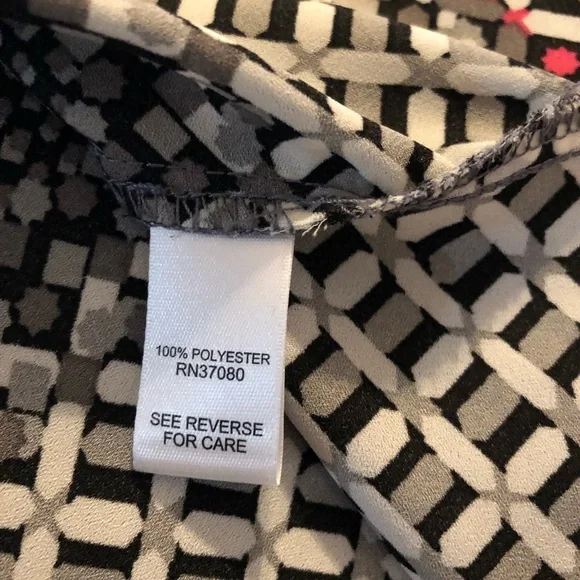 100% POLYESTER
RN37080
SEE REVERSE
FOR CARE